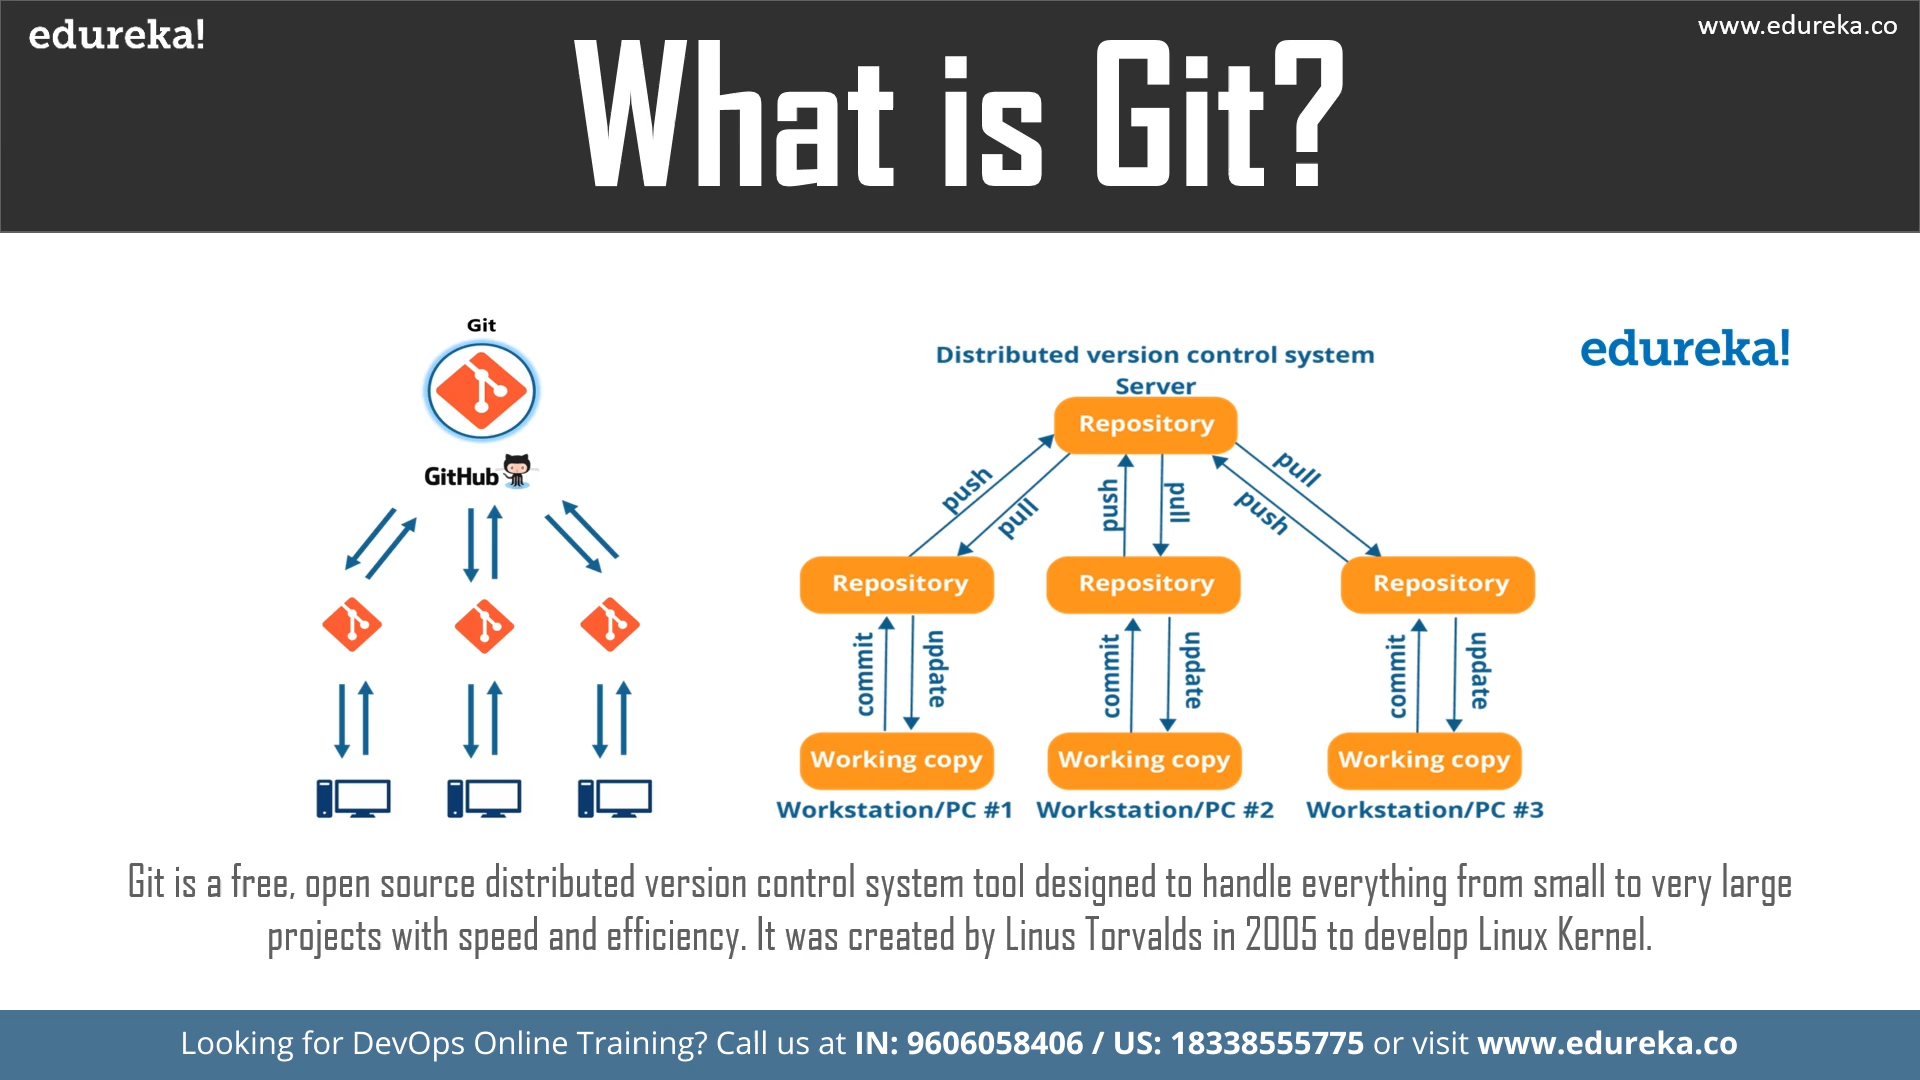 edureka!
www.edureka.co
What is Git?
Git
GitHub
edureka!
Distributed version control system
Server
Repository
push
pull
push
pull
push
pull
Repository
Repository
Repository
commit
update
commit
update
commit
update
Working copy
Working copy
Working copy
Workstation/PC #1
Workstation/PC #2
Workstation/PC #3
Git is a free, open source distributed version control system tool designed to handle everything from small to very large
projects with speed and efficiency. It was created by Linus Torvalds in 2005 to develop Linux Kernel.
Looking for DevOps Online Training? Call us at IN: 9606058406 / US: 18338555775 or visit www.edureka.co